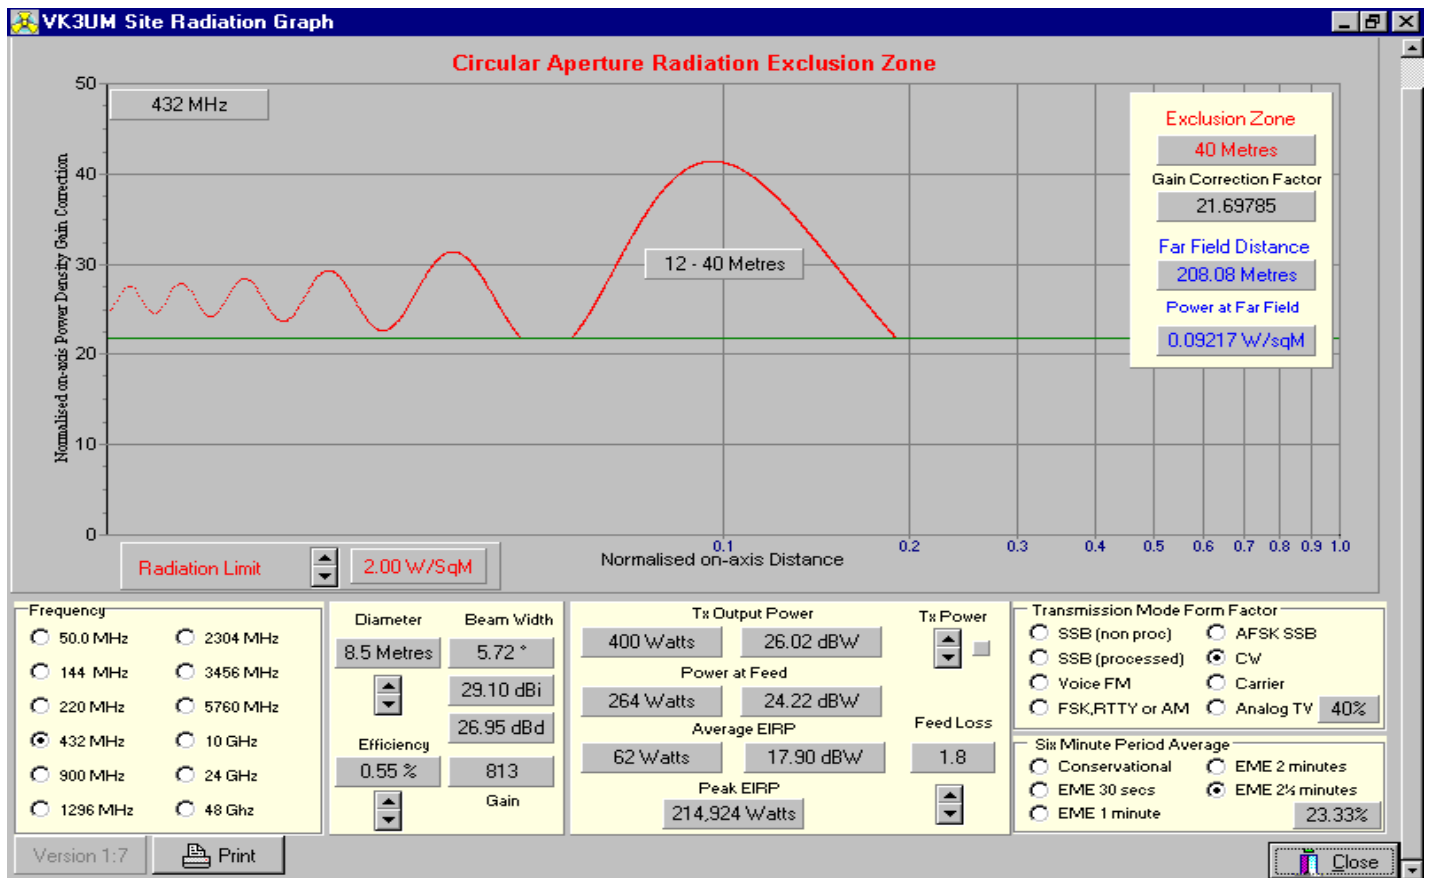 VK3UM Site Radiation Graph
Circular Aperture Radiation Exclusion Zone
50
40
30
20
10
0
Normalised on-axis Power Density Gain Correction
432 MHz
12 - 40 Metres
Exclusion Zone
40 Metres
Gain Correction Factor
21.69785
Far Field Distance
208.08 Metres
Power at Far Field
0.09217 W/sqM
0.1 0.2 0.3 0.4 0.5 0.6 0.7 0.8 0.9 1.0
Normalised on-axis Distance
Radiation Limit 2.00 W/SqM
Frequency
50.0 MHz 2304 MHz
144 MHz 3456 MHz
220 MHz 5760 MHz
432 MHz 10 GHz
900 MHz 24 GHz
1296 MHz 48 Ghz
Diameter Beam Width
8.5 Metres 5.72 °
29.10 dBi
26.95 dBd
Efficiency
0.55 % 813
Gain
Tx Output Power
400 Watts 26.02 dBW
Power at Feed
264 Watts 24.22 dBW
Average EIRP
62 Watts 17.90 dBW
Peak EIRP
214,924 Watts
Tx Power
Feed Loss
1.8
Transmission Mode Form Factor
SSB (non proc) AFSK SSB
SSB (processed) CW
Voice FM Carrier
FSK,RTTY or AM Analog TV 40%
Six Minute Period Average
Conservational EME 2 minutes
EME 30 secs EME 2½ minutes
EME 1 minute 23.33%
Version 1:7 Print Close